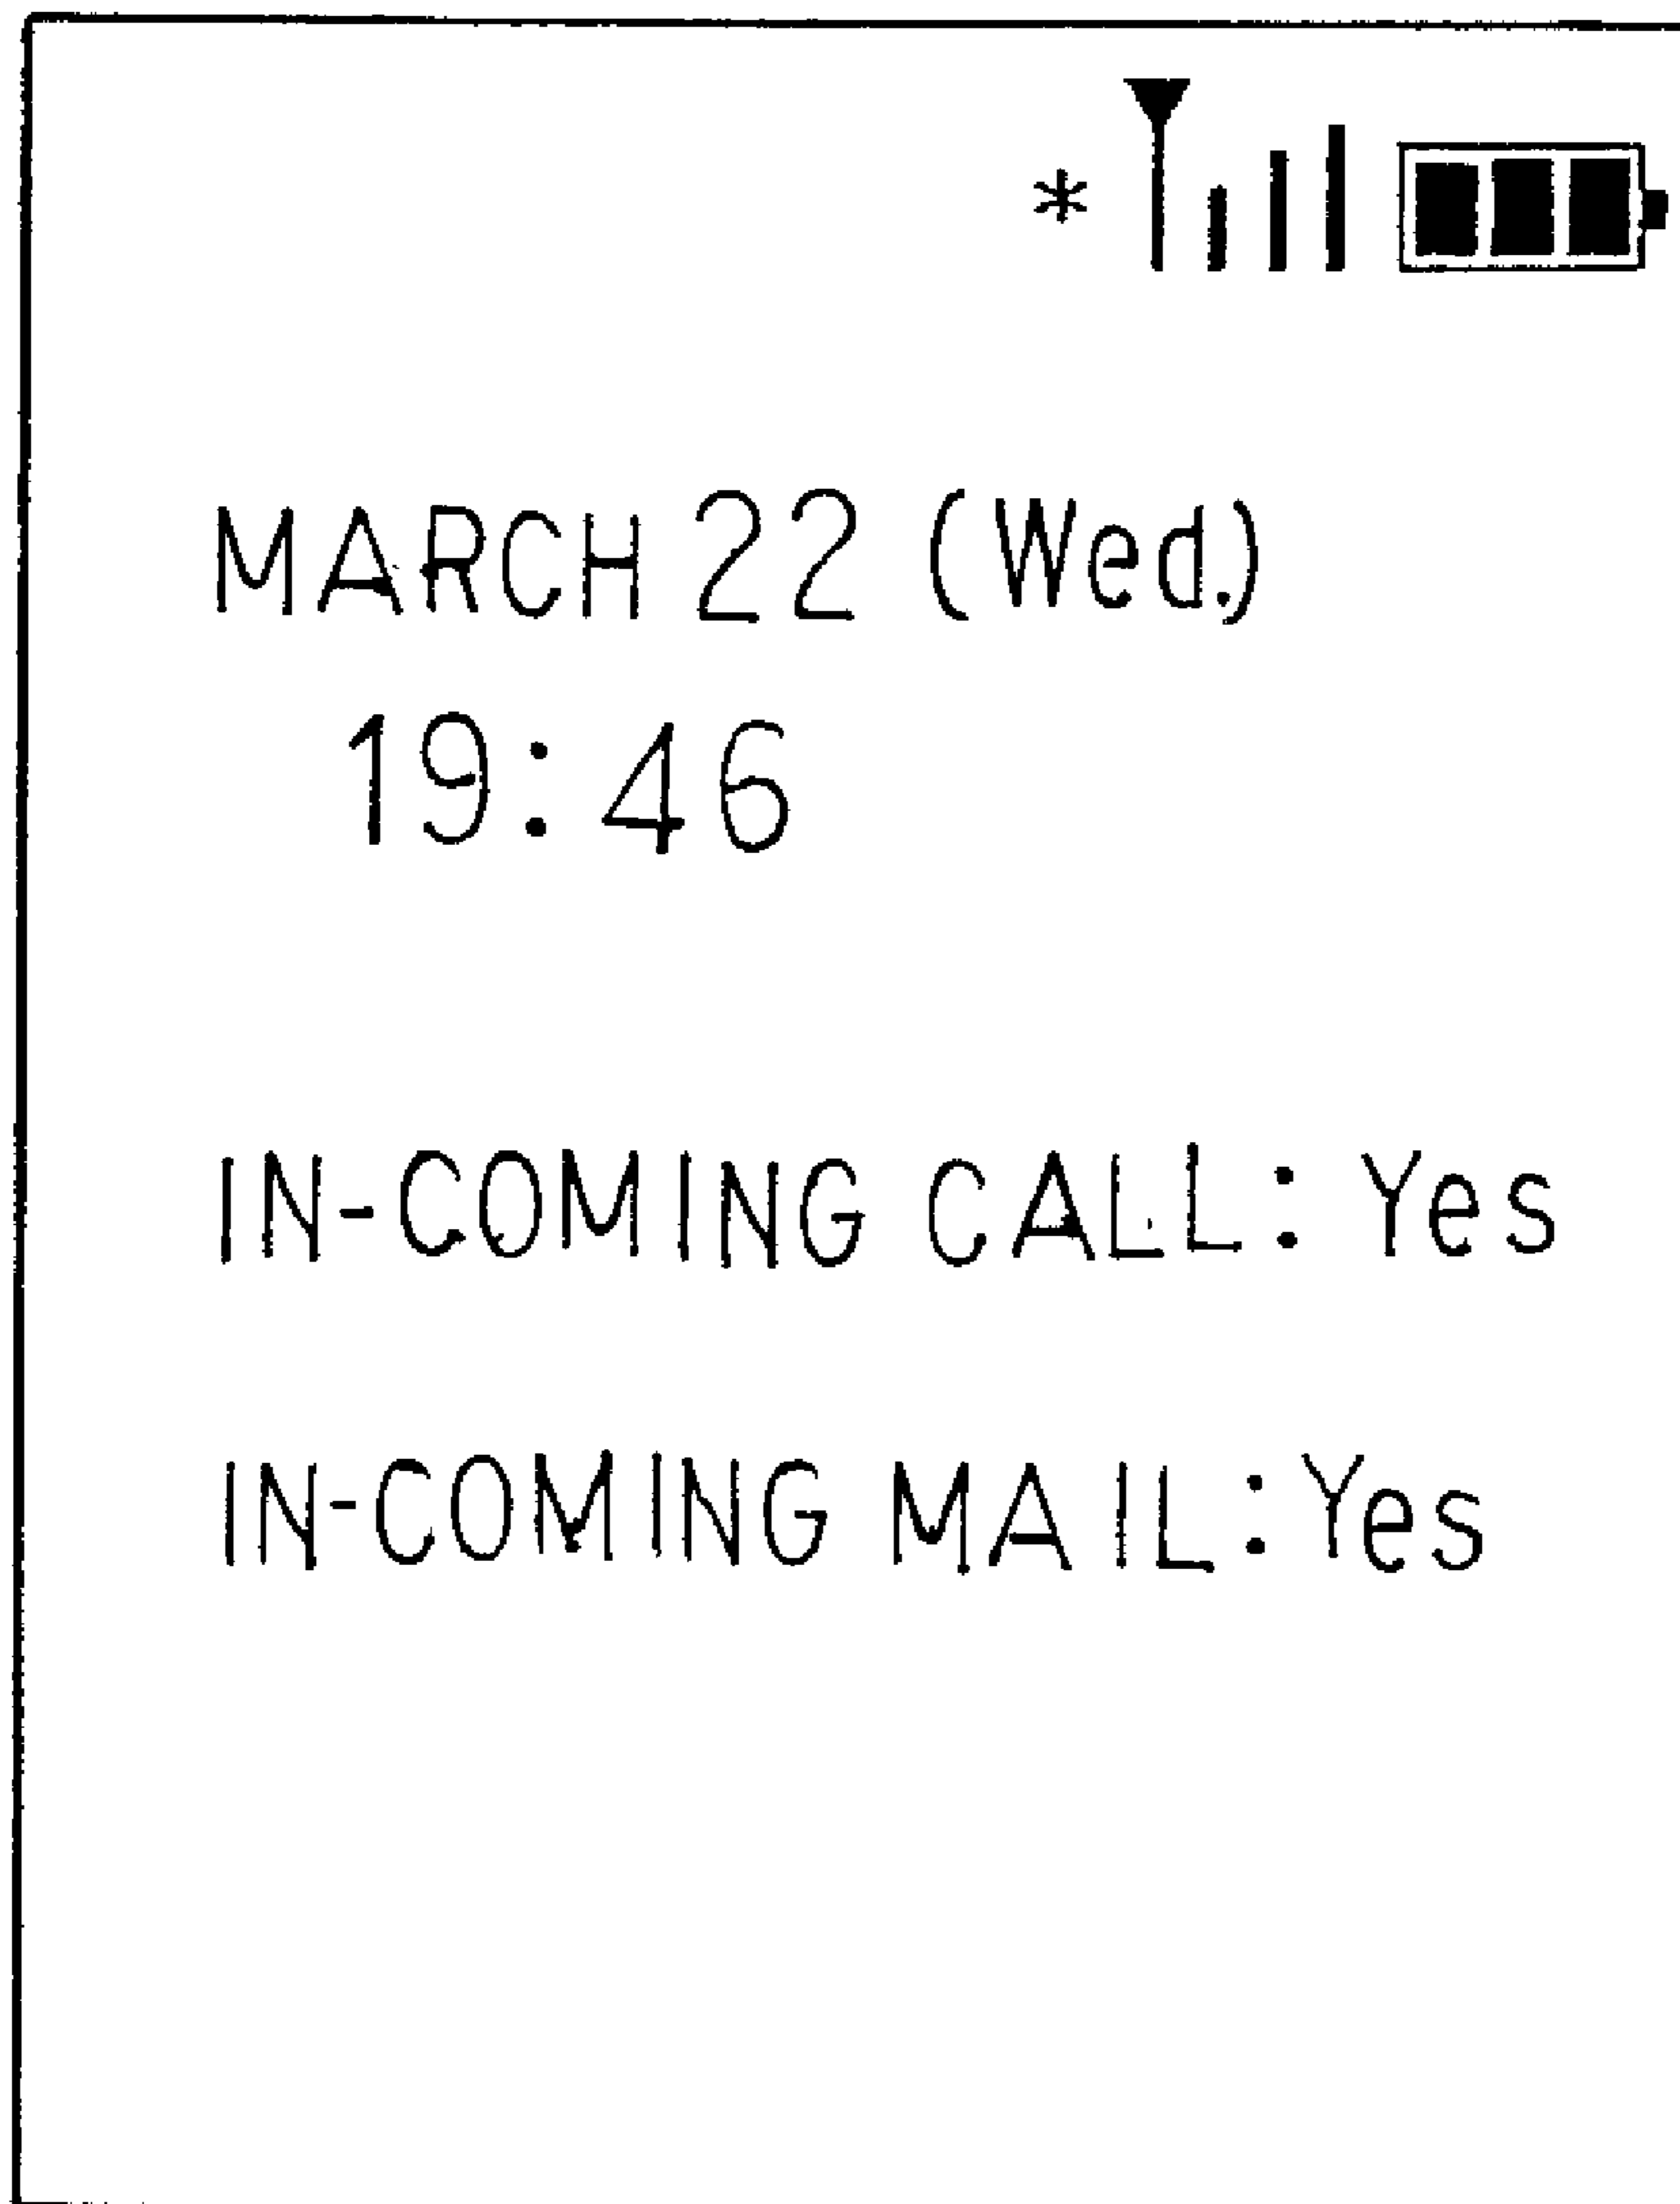 *
MARCH 22 (Wed,)
19:46
IN-COMING CALL: Yes
IN-COMING MAIL: Yes